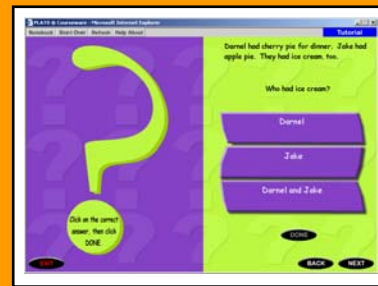 PLATO ® Courseware - Microsoft Internet Explorer
Notebook Start Over Refresh Help About
Tutorial
Darnel had cherry pie for dinner. Jake had
apple pie. They had ice cream, too.
Who had ice cream?
Darnel
Jake
Darnel and Jake
Click on the correct
answer, then click
DONE.
DONE
EXIT
BACK NEXT